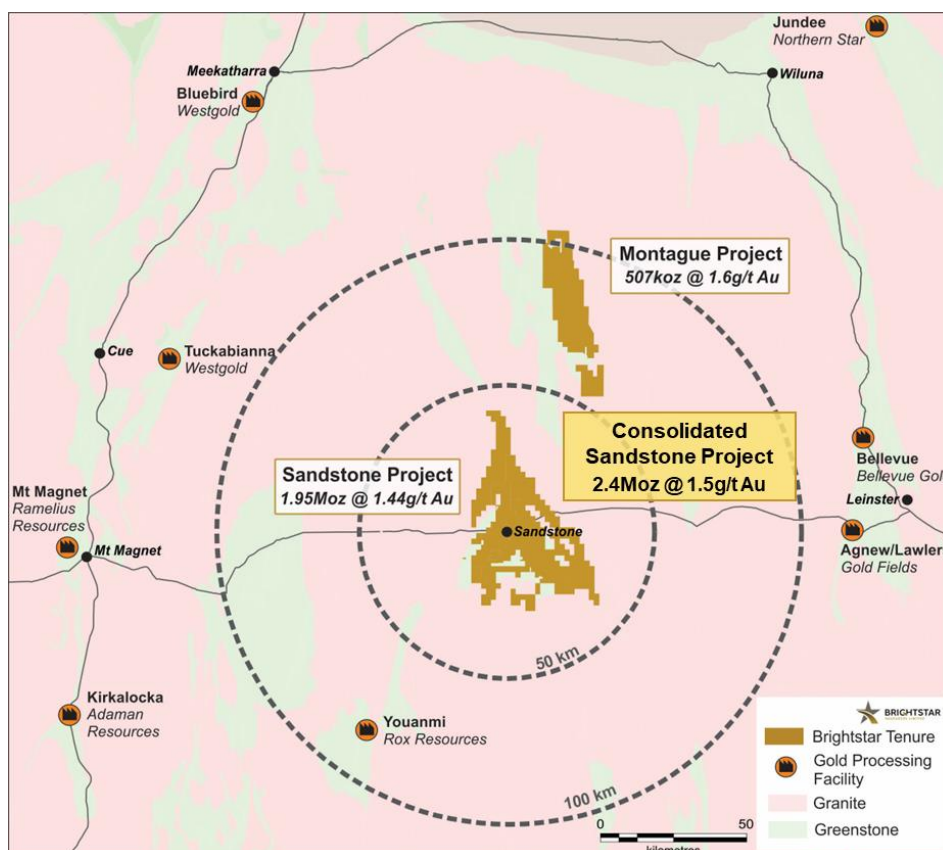 Jundee
Northern Star
Meekatharra
Wiluna
Bluebird
Westgold
Montague Project
507koz @ 1.6g/t Au
Cue
Tuckabianna
Westgold
Consolidated
Sandstone Project
2.4Moz @ 1.5g/t Au
Sandstone Project
1.95Moz @ 1.44g/t Au
Bellevue
Bellevue Gol
Leinster
Mt Magnet
Ramelius
Resources
Mt Magnet
Sandstone
Agnew/Lawler
Gold Fields
50 km
Kirkalocka
Adaman
Resources
Youanmi
Rox Resources
100 km
BRIGHTSTAR
Brightstar Tenure
Gold Processing
Facility
Granite
Greenstone
0 50
kilometres